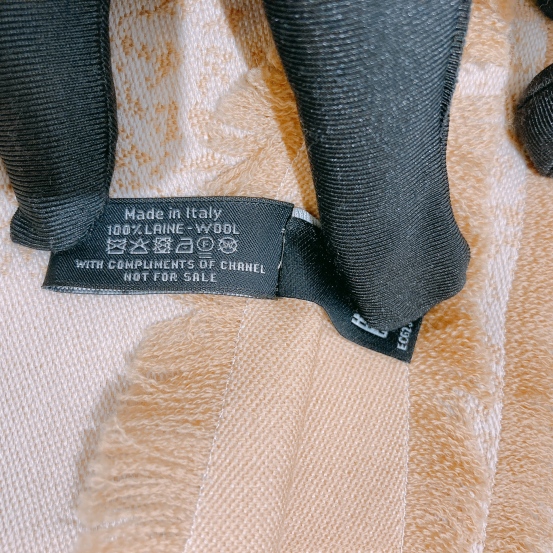 Made in Italy
100% LAINE - WOOL
WITH COMPLIMENTS OF CHANEL
NOT FOR SALE